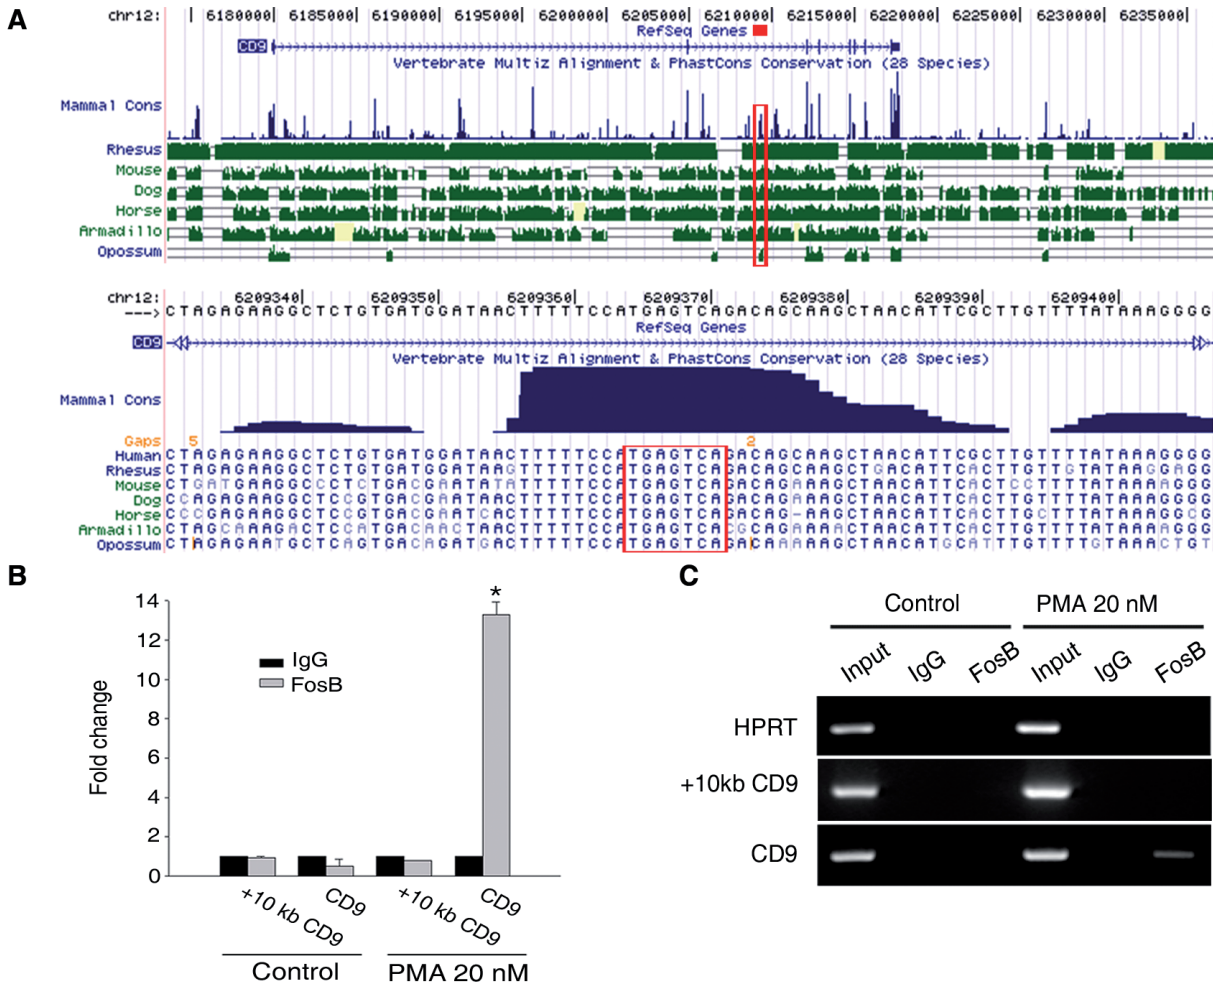 A
chr12: | 6180000| 6185000| 6190000| 6195000| 6200000| 6205000| 6210000| 6215000| 6220000| 6225000| 6230000| 6235000|
RefSeq Genes
CD9
Vertebrate Multiz Alignment & PhastCons Conservation (28 Species)
Mammal Cons
Rhesus
Mouse
Dog
Horse
Armadillo
Opossum
chr12: 6209340| 6209350| 6209360| 6209370| 6209380| 6209390| 6209400|
---> CTAGAGAAGGCTCTGTGATGGATAACTTTTTCCATGAGTCAGACAGCAAGCTAACATTCGCTTGTTTTATAAAGGGG
RefSeq Genes
CD9
Vertebrate Multiz Alignment & PhastCons Conservation (28 Species)
Mammal Cons
Gaps 5 2
Human CTAGAGAAGGCTCTGTGATGGATAACTTTTTCCATGAGTCAGACAGCAAGCTAACATTCGCTTGTTTTATAAAGGGG
Rhesus
Mouse
Dog
Horse
Armadillo
Opossum
B
Fold change
14
12
10
8
6
4
2
0
*
IgG
FosB
+10 kb CD9
CD9
+10 kb CD9
CD9
Control
PMA 20 nM
C
Control PMA 20 nM
Input IgG FosB Input IgG FosB
HPRT
+10kb CD9
CD9